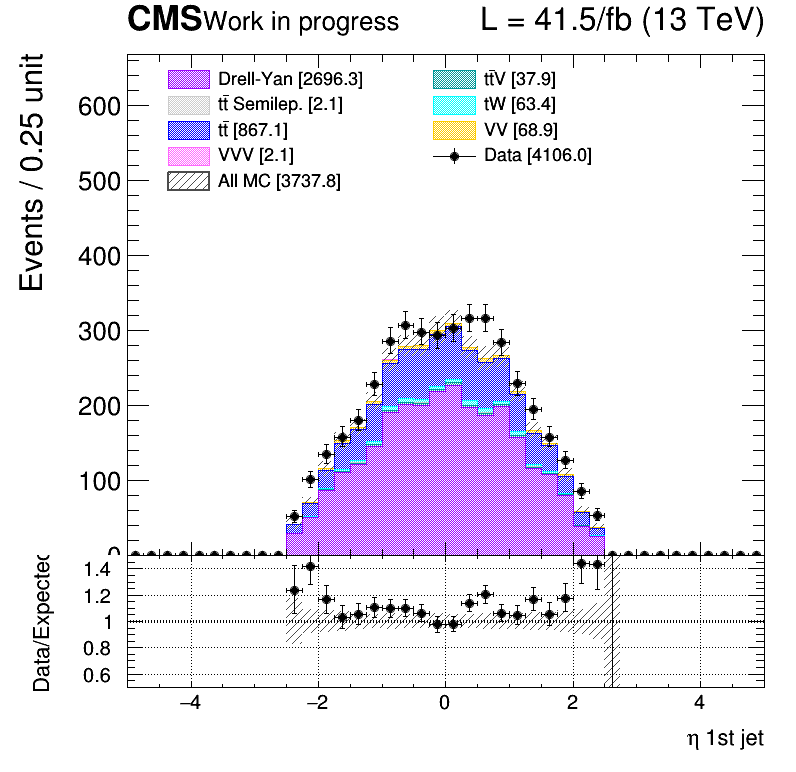 CMS Work in progress L = 41.5/fb (13 TeV)
Events / 0.25 unit
600
500
400
300
200
100
0
Drell-Yan [2696.3]
tt̄ Semilep. [2.1]
tt̄ [867.1]
VVV [2.1]
All MC [3737.8]
tt̄V [37.9]
tW [63.4]
VV [68.9]
Data [4106.0]
Data/Expected
1.4
1.2
1
0.8
0.6
−4 −2 0 2 4
η 1st jet